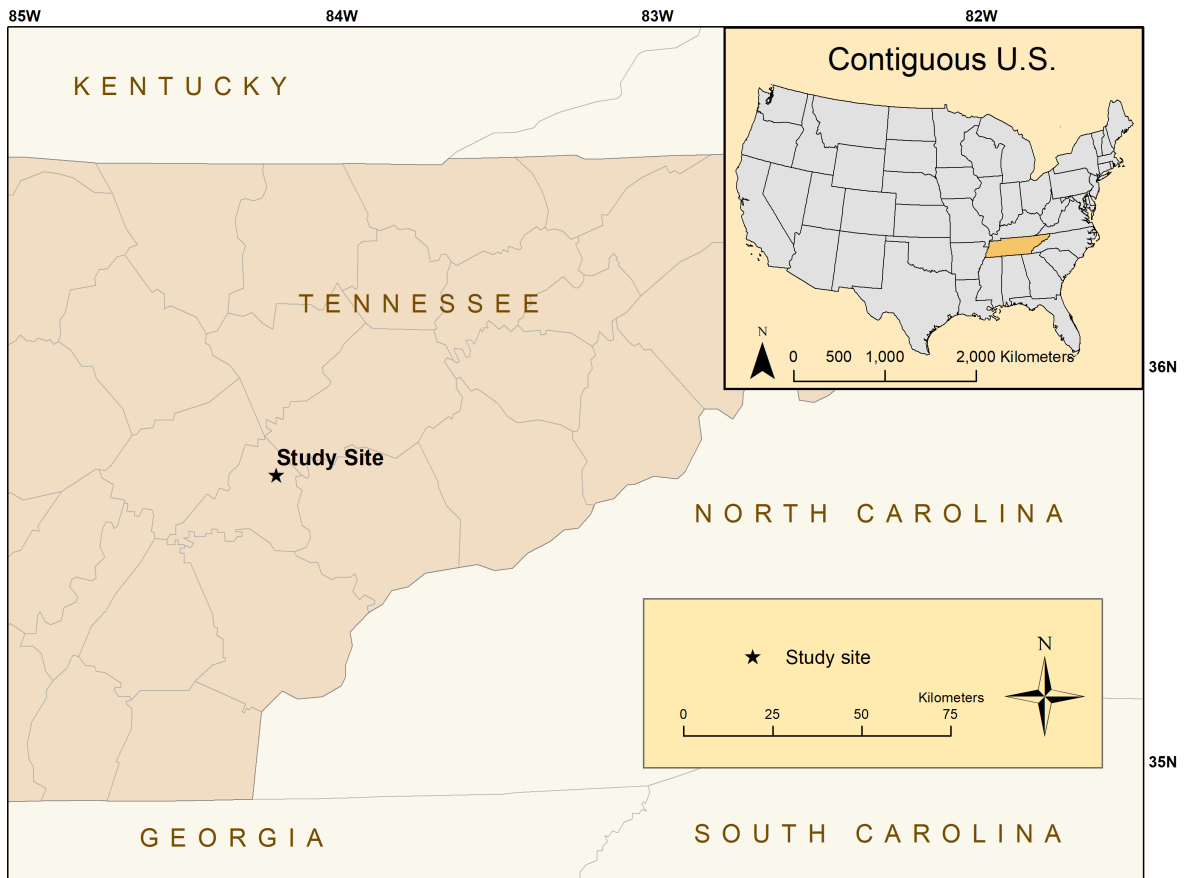 85W 84W 83W 82W
KENTUCKY
Contiguous U.S.
TENNESSEE
N
0 500 1,000 2,000 Kilometers
36N
Study Site
NORTH CAROLINA
Study site
N
Kilometers
0 25 50 75
35N
GEORGIA
SOUTH CAROLINA